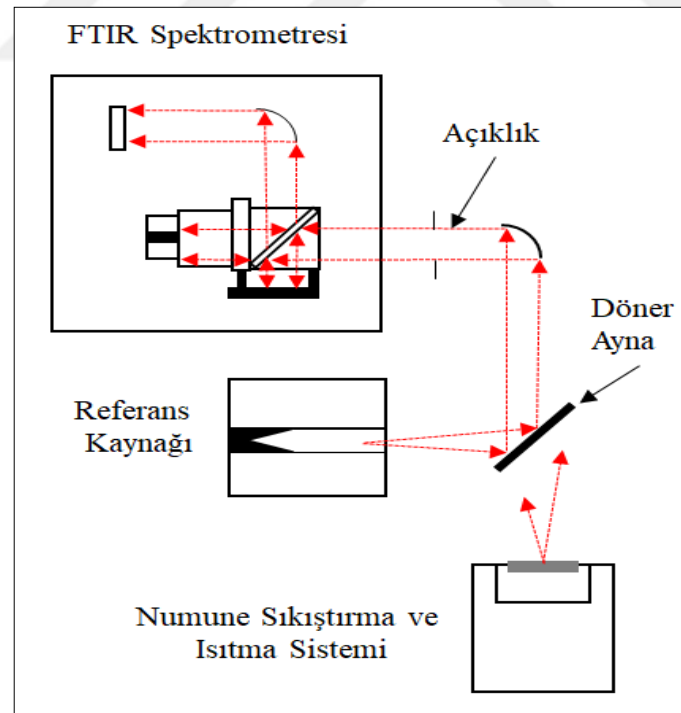 FTIR Spektrometresi
Açıklık
Döner
Ayna
Referans
Kaynağı
Numune Sıkıştırma ve
Isıtma Sistemi